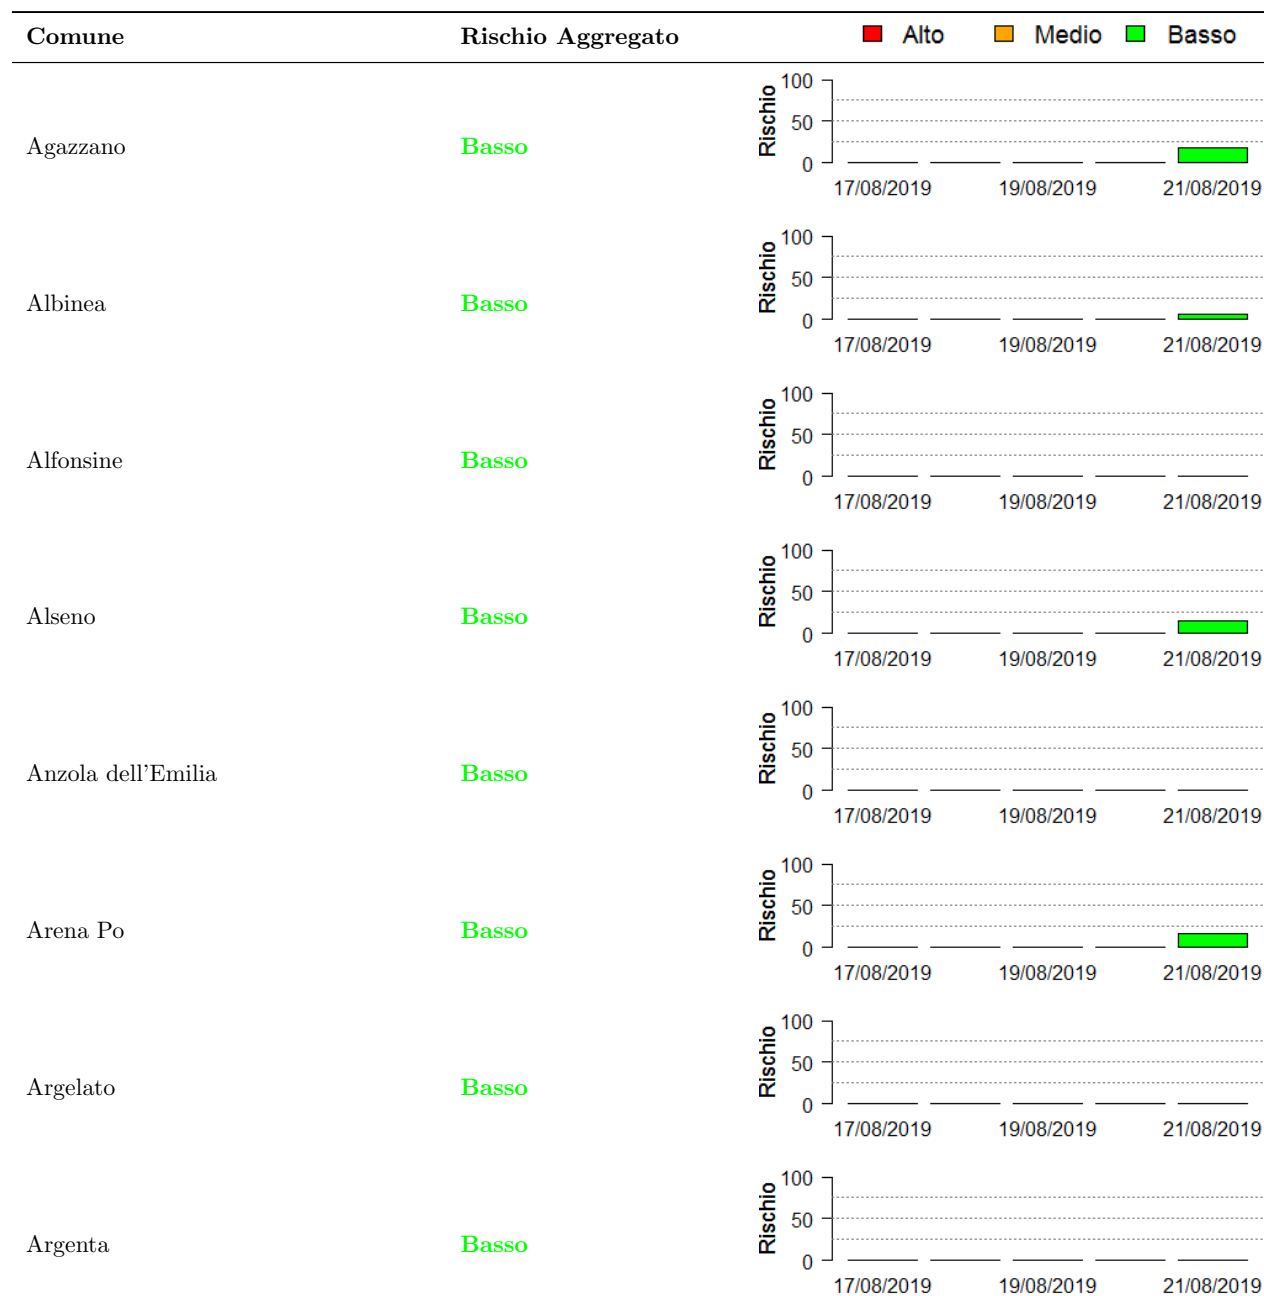 Comune Rischio Aggregato Alto Medio Basso
Agazzano Basso
Rischio
100
50
0
17/08/2019 19/08/2019 21/08/2019
Albinea Basso
Rischio
100
50
0
17/08/2019 19/08/2019 21/08/2019
Alfonsine Basso
Rischio
100
50
0
17/08/2019 19/08/2019 21/08/2019
Alseno Basso
Rischio
100
50
0
17/08/2019 19/08/2019 21/08/2019
Anzola dell'Emilia Basso
Rischio
100
50
0
17/08/2019 19/08/2019 21/08/2019
Arena Po Basso
Rischio
100
50
0
17/08/2019 19/08/2019 21/08/2019
Argelato Basso
Rischio
100
50
0
17/08/2019 19/08/2019 21/08/2019
Argenta Basso
Rischio
100
50
0
17/08/2019 19/08/2019 21/08/2019